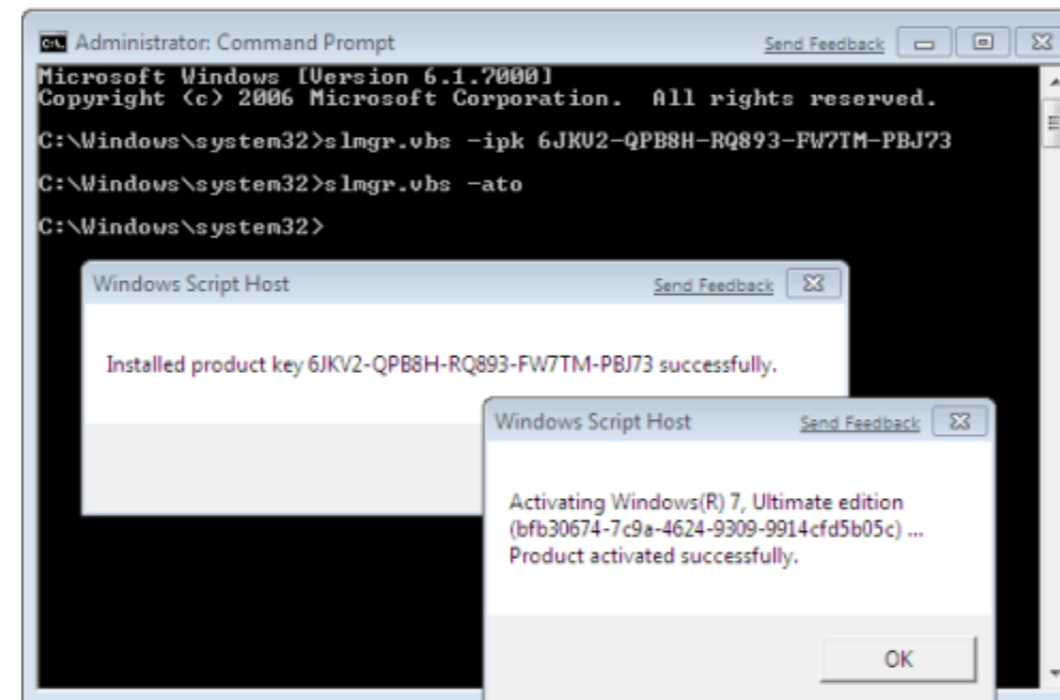 Administrator: Command Prompt
Send Feedback
Microsoft Windows [Version 6.1.7000]
Copyright (c) 2006 Microsoft Corporation. All rights reserved.
C:\Windows\system32>slmgr.vbs -ipk 6JKV2-QPB8H-RQ893-FW7TM-PBJ73
C:\Windows\system32>slmgr.vbs -ato
C:\Windows\system32>
Windows Script Host
Send Feedback
Installed product key 6JKV2-QPB8H-RQ893-FW7TM-PBJ73 successfully.
Windows Script Host
Send Feedback
Activating Windows(R) 7, Ultimate edition
(bfb30674-7c9a-4624-9309-9914cfd5b05c) ...
Product activated successfully.
OK